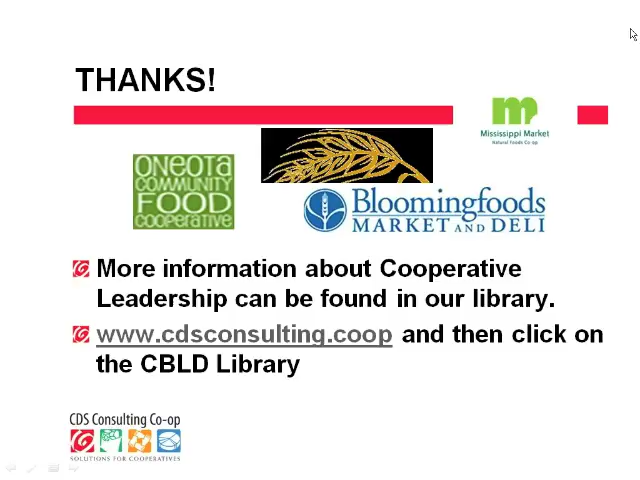 THANKS!
Mississippi Market
Natural Foods Co op
ONEOTA
COMMUNITY
FOOD
COOPERATIVE
Bloomingfoods
MARKET AND DELI
More information about Cooperative
Leadership can be found in our library.
www.cdsconsulting.coop and then click on
the CBLD Library
CDS Consulting Co-op
SOLUTIONS FOR COOPERATIVES